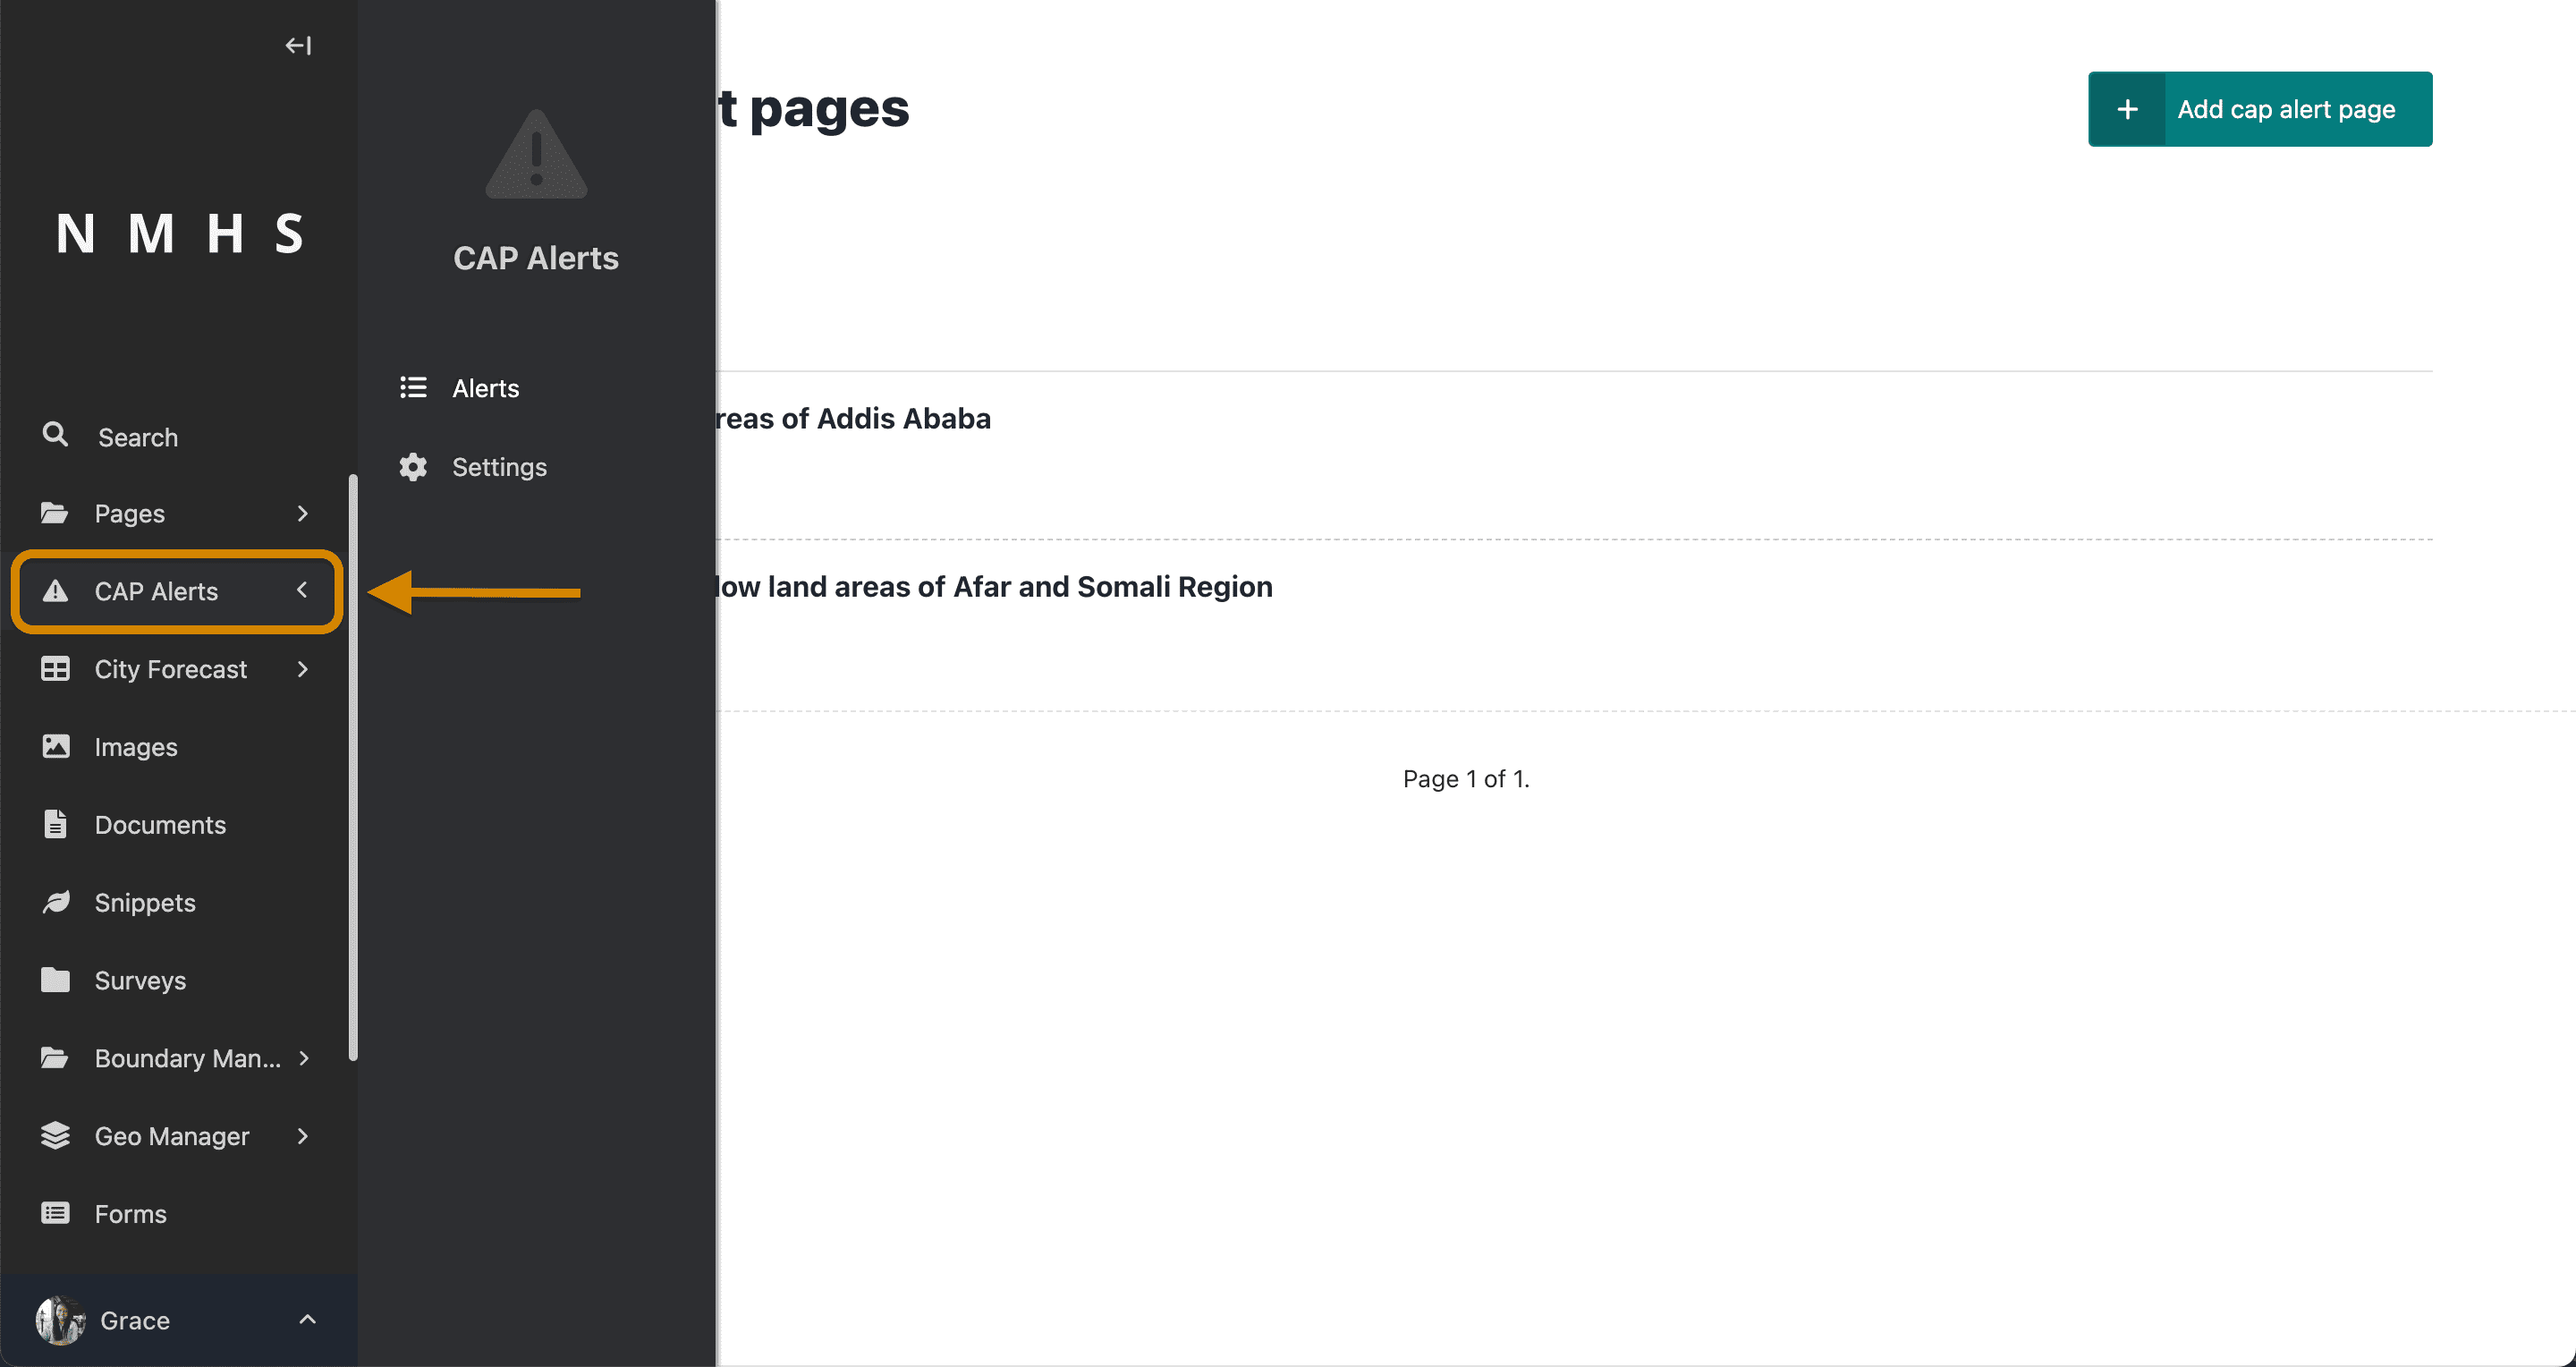 N M H S
Search
Pages
CAP Alerts
City Forecast
Images
Documents
Snippets
Surveys
Boundary Man...
Geo Manager
Forms
Grace
CAP Alerts
Alerts
Settings
t pages
Add cap alert page
reas of Addis Ababa
low land areas of Afar and Somali Region
Page 1 of 1.